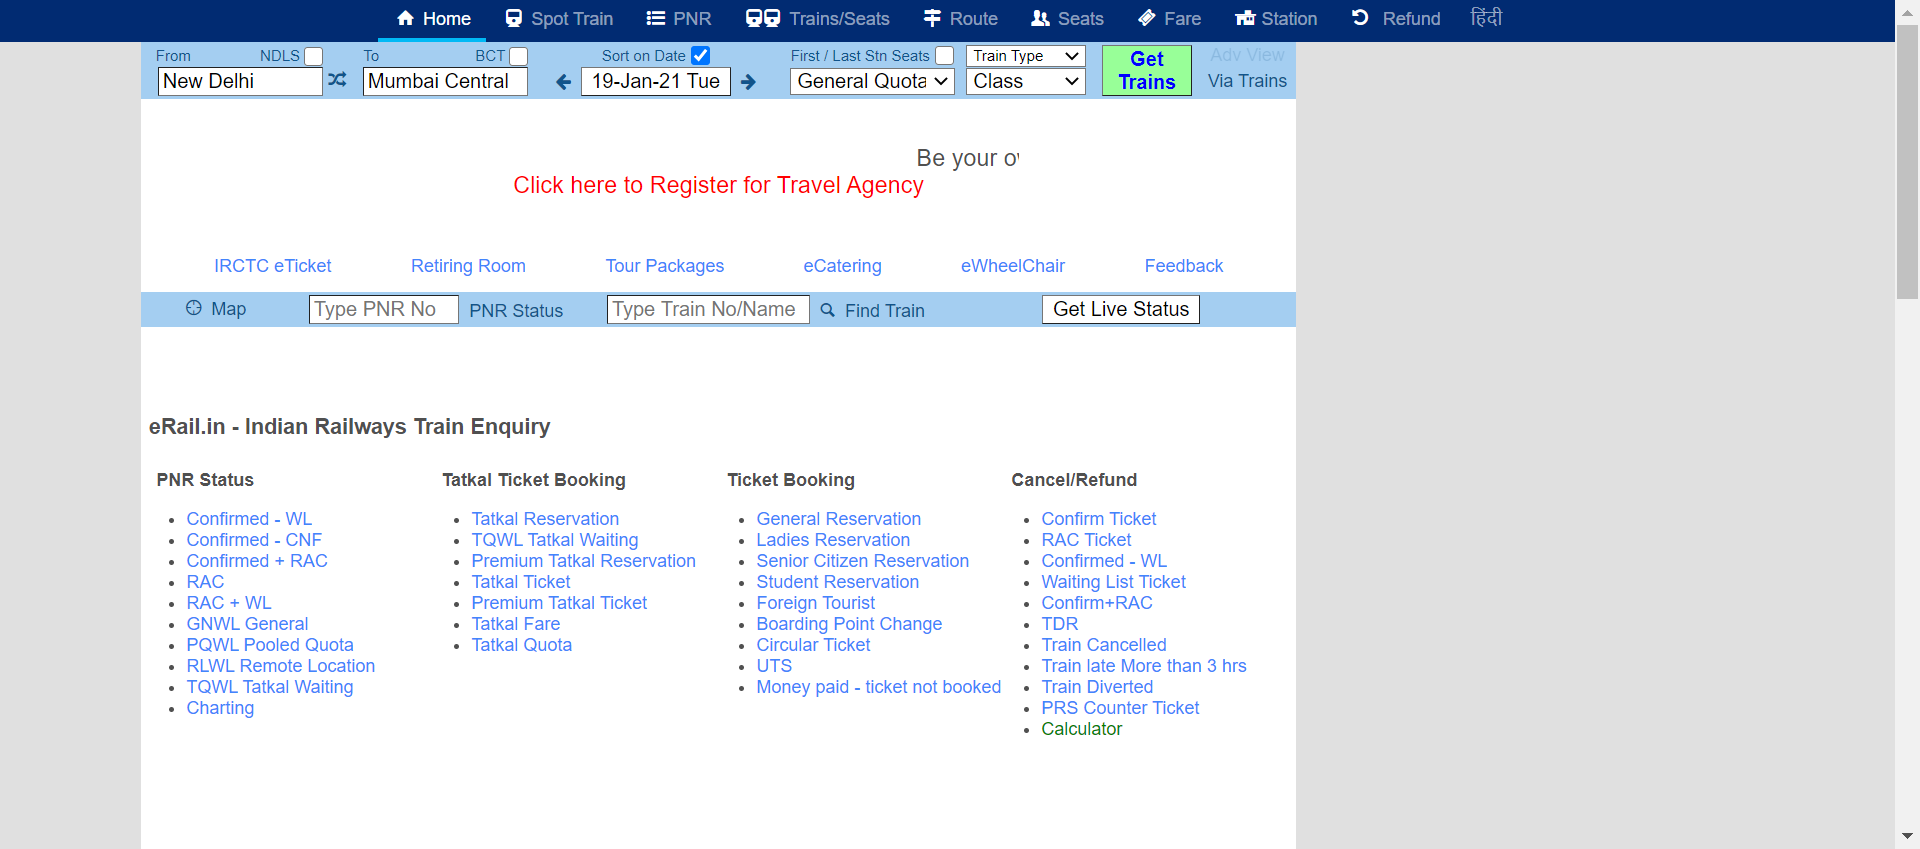 Home Spot Train PNR Trains/Seats Route Seats Fare Station Refund हिंदी
From NDLS To BCT Sort on Date First / Last Stn Seats Train Type Get Trains Adv View
New Delhi Mumbai Central 19-Jan-21 Tue General Quota Class Via Trains
Be your
Click here to Register for Travel Agency
IRCTC eTicket Retiring Room Tour Packages eCatering eWheelChair Feedback
Map Type PNR No PNR Status Type Train No/Name Find Train Get Live Status
eRail.in - Indian Railways Train Enquiry
PNR Status
Confirmed - WL
Confirmed - CNF
Confirmed + RAC
RAC
RAC + WL
GNWL General
PQWL Pooled Quota
RLWL Remote Location
TQWL Tatkal Waiting
Charting
Tatkal Ticket Booking
Tatkal Reservation
TQWL Tatkal Waiting
Premium Tatkal Reservation
Tatkal Ticket
Premium Tatkal Ticket
Tatkal Fare
Tatkal Quota
Ticket Booking
General Reservation
Ladies Reservation
Senior Citizen Reservation
Student Reservation
Foreign Tourist
Boarding Point Change
Circular Ticket
UTS
Money paid - ticket not booked
Cancel/Refund
Confirm Ticket
RAC Ticket
Confirmed - WL
Waiting List Ticket
Confirm+RAC
TDR
Train Cancelled
Train late More than 3 hrs
Train Diverted
PRS Counter Ticket
Calculator